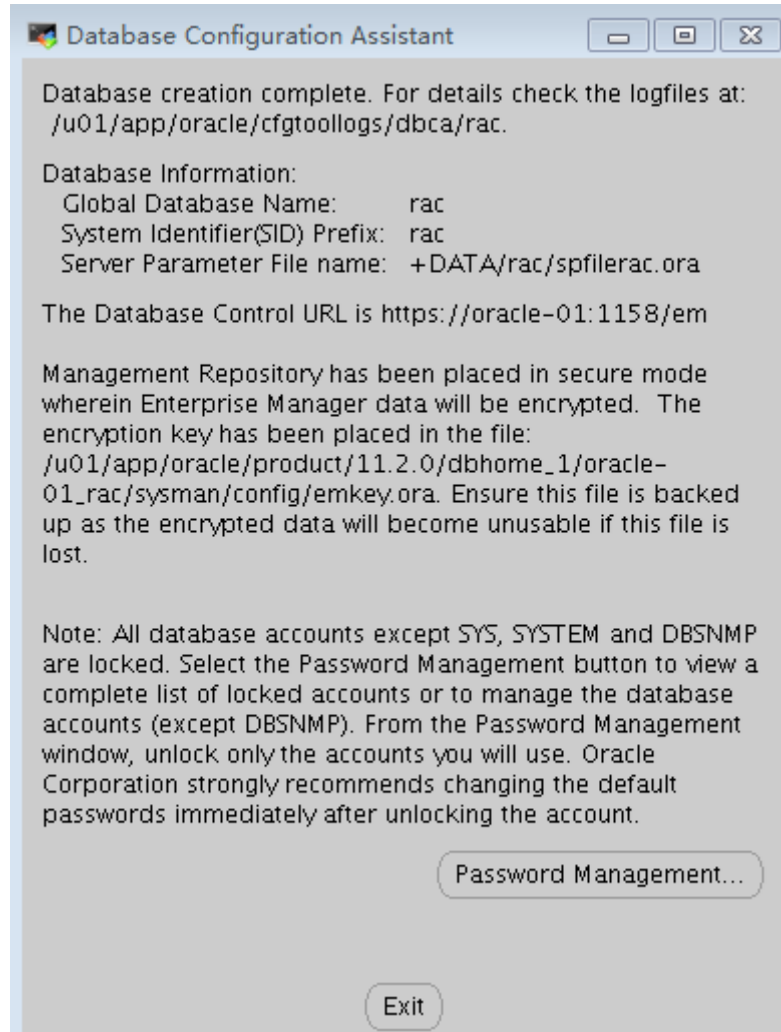 Database Configuration Assistant
Database creation complete. For details check the logfiles at:
/u01/app/oracle/cfgtoollogs/dbca/rac.
Database Information:
Global Database Name: rac
System Identifier(SID) Prefix: rac
Server Parameter File name: +DATA/rac/spfilerac.ora
The Database Control URL is https://oracle-01:1158/em
Management Repository has been placed in secure mode
wherein Enterprise Manager data will be encrypted. The
encryption key has been placed in the file:
/u01/app/oracle/product/11.2.0/dbhome_1/oracle-
01_rac/sysman/config/emkey.ora. Ensure this file is backed
up as the encrypted data will become unusable if this file is
lost.
Note: All database accounts except SYS, SYSTEM and DBSNMP
are locked. Select the Password Management button to view a
complete list of locked accounts or to manage the database
accounts (except DBSNMP). From the Password Management
window, unlock only the accounts you will use. Oracle
Corporation strongly recommends changing the default
passwords immediately after unlocking the account.
Password Management...
Exit